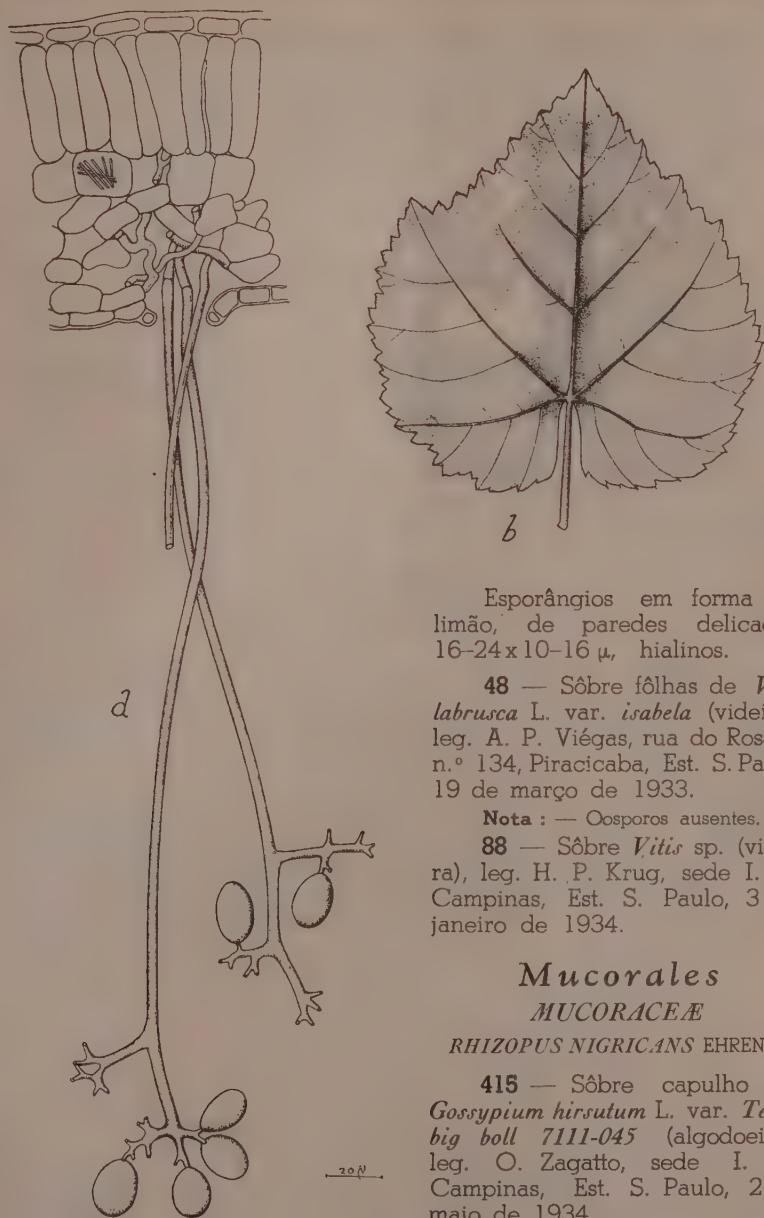 b
d
Esporângios em forma
limão, de paredes delica
16–24 x 10–16 µ, hialinos.
48 — Sôbre fôlhas de V
labrusca L. var. isabela (videi
leg. A. P. Viégas, rua do Ros
n.º 134, Piracicaba, Est. S. Pa
19 de março de 1933.
Nota : — Oosporos ausentes.
88 — Sôbre Vitis sp. (vi
ra), leg. H. P. Krug, sede I.
Campinas, Est. S. Paulo, 3
janeiro de 1934.
Mucorales
MUCORACEÆ
RHIZOPUS NIGRICANS EHREN
415 — Sôbre capulho
Gossypium hirsutum L. var. Te
big boll 7111-045 (algodoei
leg. O. Zagatto, sede I.
Campinas, Est. S. Paulo, 2
maio de 1934
20 µ